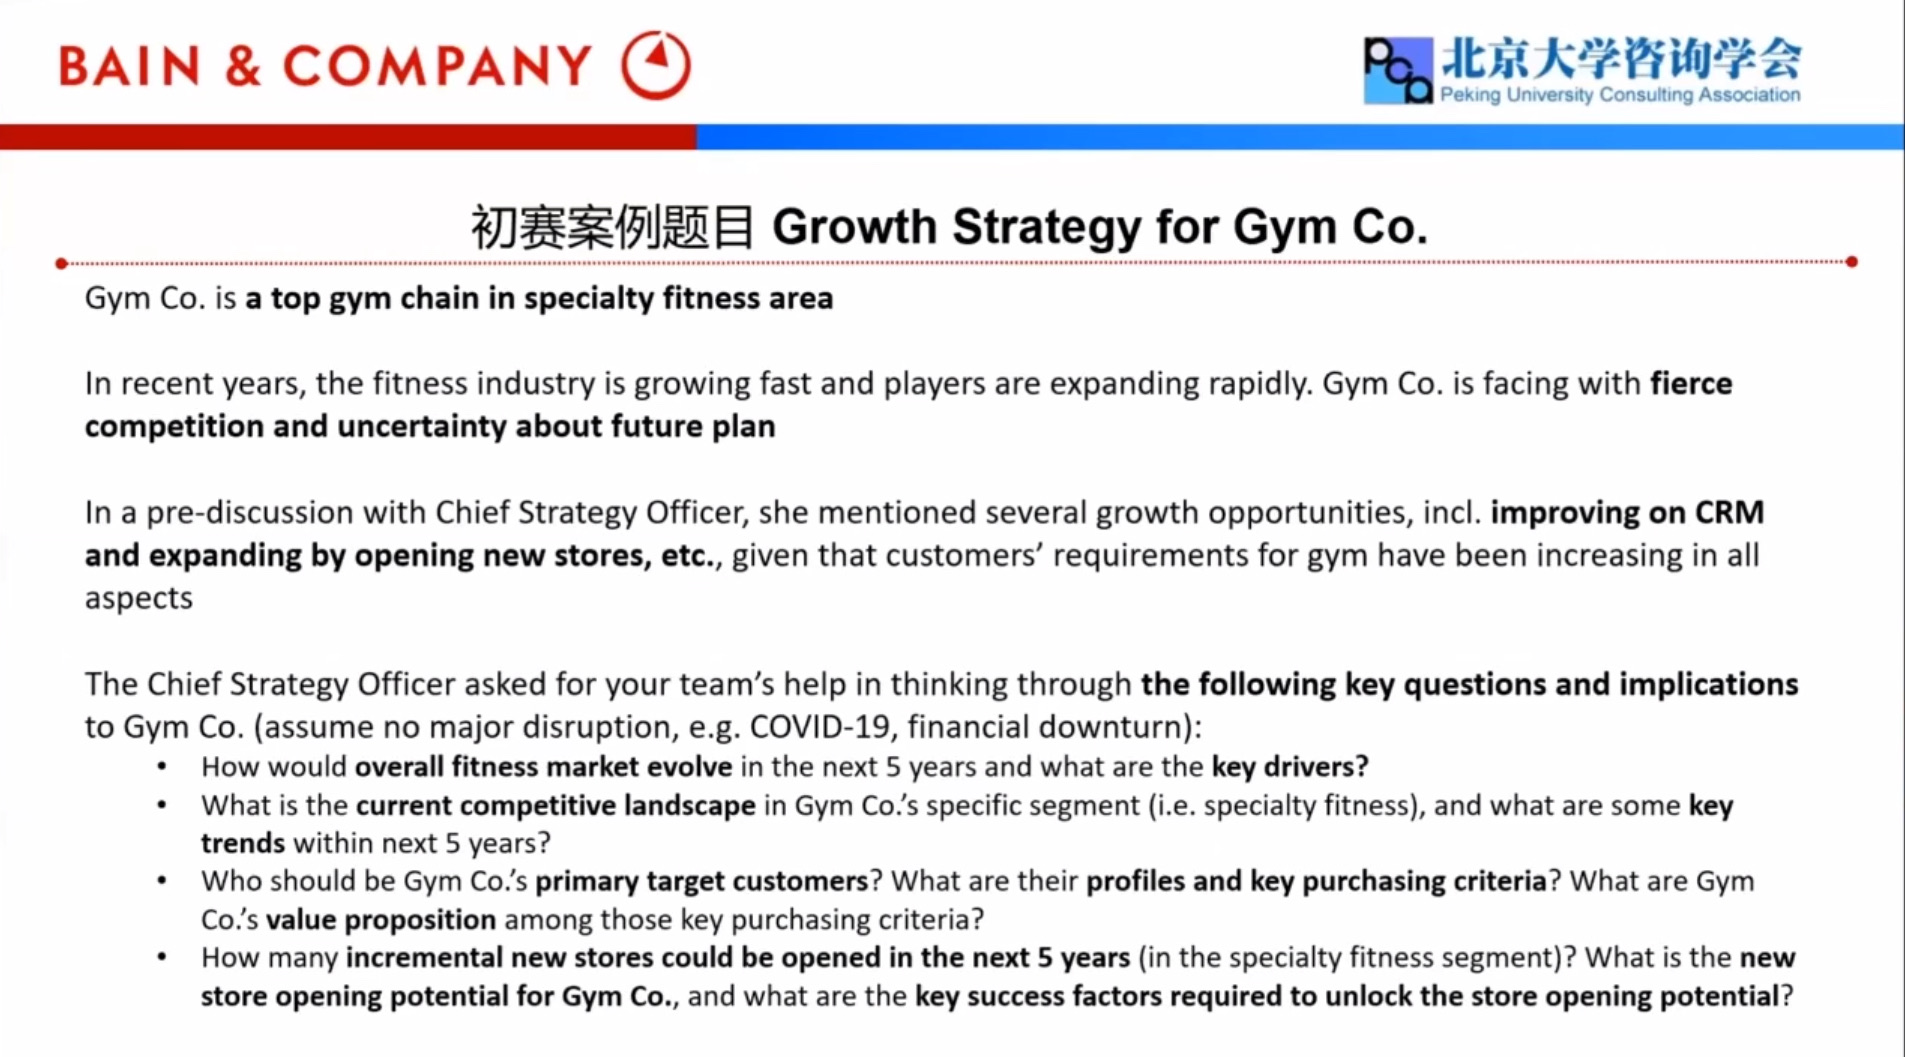 BAIN & COMPANY
PCA 北京大学咨询学会
Peking University Consulting Association
初赛案例题目 Growth Strategy for Gym Co.
Gym Co. is a top gym chain in specialty fitness area
In recent years, the fitness industry is growing fast and players are expanding rapidly. Gym Co. is facing with fierce
competition and uncertainty about future plan
In a pre-discussion with Chief Strategy Officer, she mentioned several growth opportunities, incl. improving on CRM
and expanding by opening new stores, etc., given that customers’ requirements for gym have been increasing in all
aspects
The Chief Strategy Officer asked for your team’s help in thinking through the following key questions and implications
to Gym Co. (assume no major disruption, e.g. COVID-19, financial downturn):
• How would overall fitness market evolve in the next 5 years and what are the key drivers?
• What is the current competitive landscape in Gym Co.’s specific segment (i.e. specialty fitness), and what are some key
trends within next 5 years?
• Who should be Gym Co.’s primary target customers? What are their profiles and key purchasing criteria? What are Gym
Co.’s value proposition among those key purchasing criteria?
• How many incremental new stores could be opened in the next 5 years (in the specialty fitness segment)? What is the new
store opening potential for Gym Co., and what are the key success factors required to unlock the store opening potential?